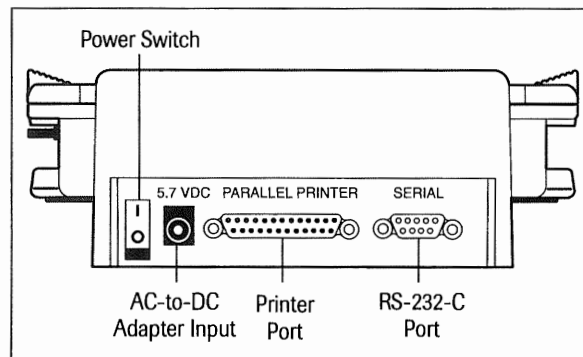 Power Switch
5.7 VDC PARALLEL PRINTER SERIAL
AC-to-DC
Adapter Input
Printer
Port
RS-232-C
Port